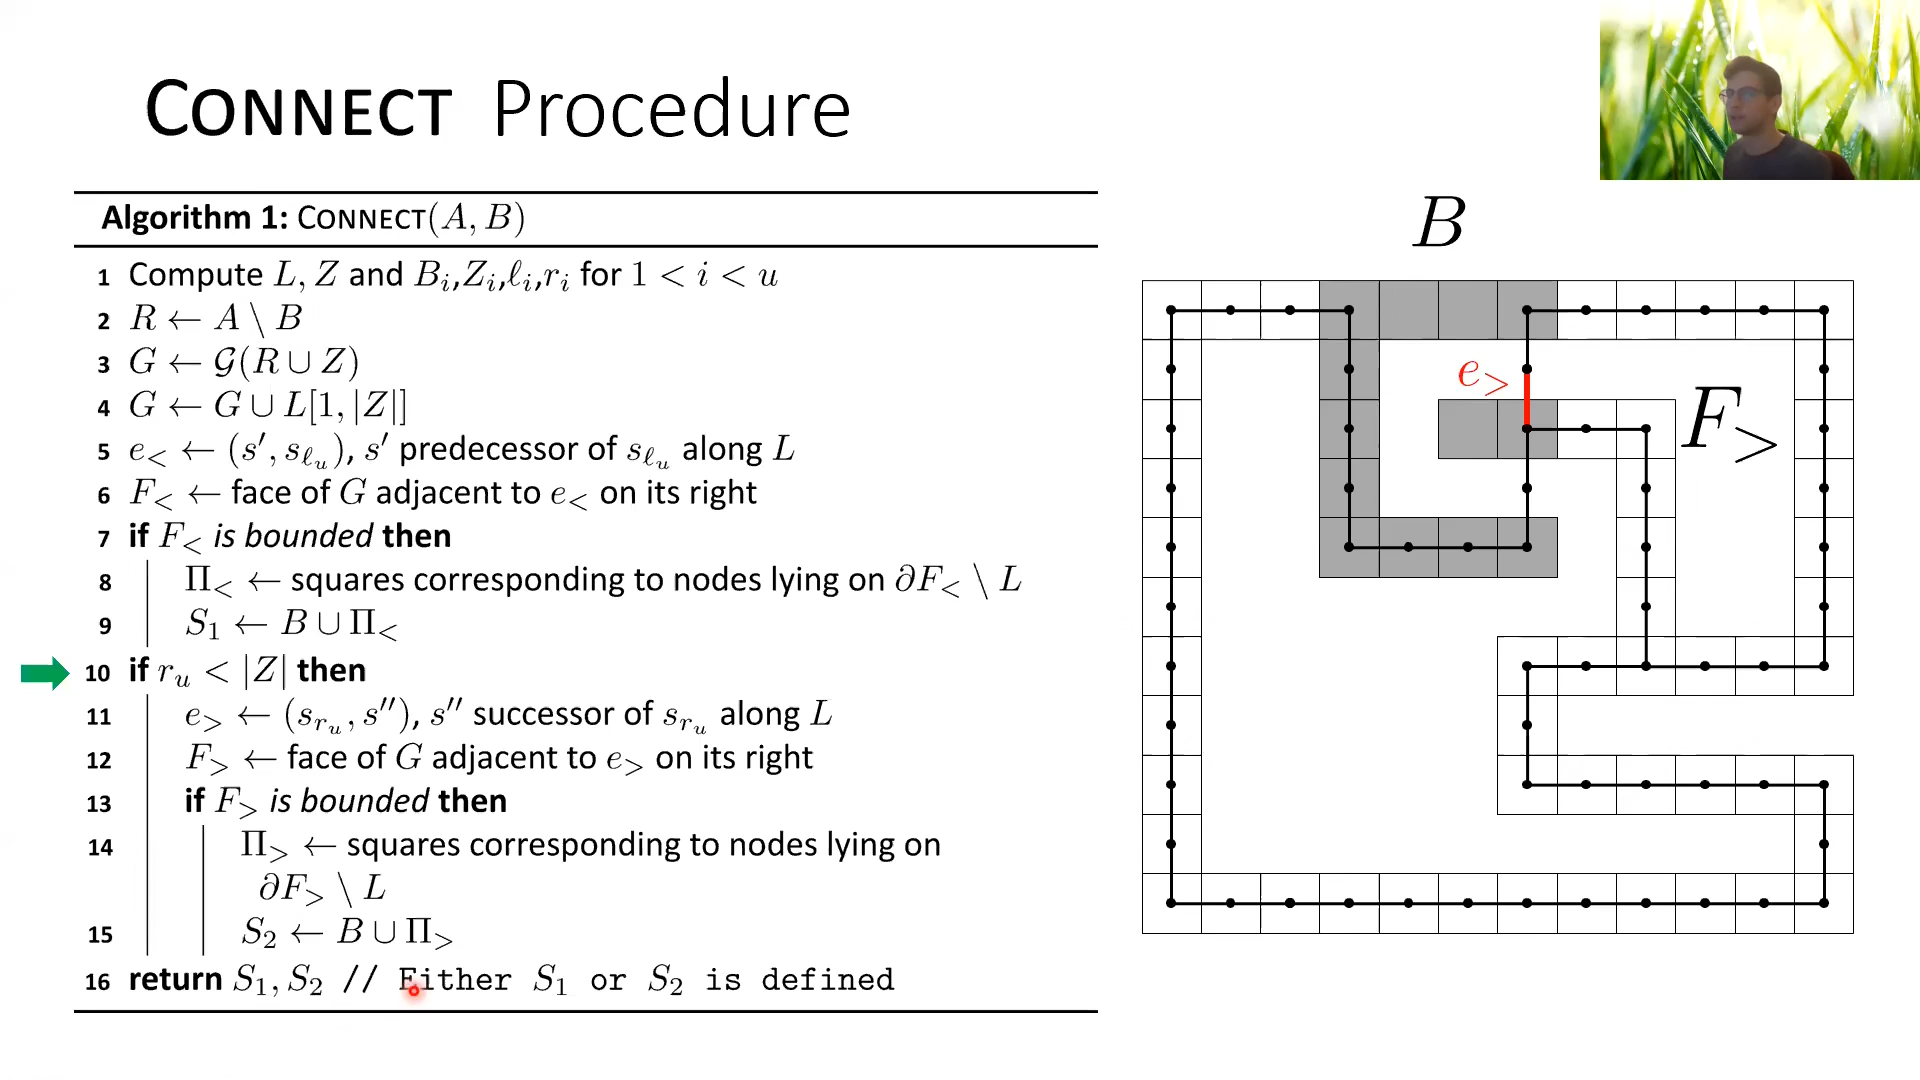 CONNECT Procedure
Algorithm 1: CONNECT(A, B)
1 Compute L, Z and B_i,Z_i,ℓ_i,r_i for 1 < i < u
2 R ← A \ B
3 G ← 𝒢(R ∪ Z)
4 G ← G ∪ L[1, |Z|]
5 e_< ← (s′, s_{ℓ_u}), s′ predecessor of s_{ℓ_u} along L
6 F_< ← face of G adjacent to e_< on its right
7 if F_< is bounded then
8 Π_< ← squares corresponding to nodes lying on ∂F_< \ L
9 S_1 ← B ∪ Π_<
10 if r_u < |Z| then
11 e_> ← (s_{r_u}, s″), s″ successor of s_{r_u} along L
12 F_> ← face of G adjacent to e_> on its right
13 if F_> is bounded then
14 Π_> ← squares corresponding to nodes lying on
∂F_> \ L
15 S_2 ← B ∪ Π_>
16 return S_1, S_2 // Either S_1 or S_2 is defined
B
e_>
F_>